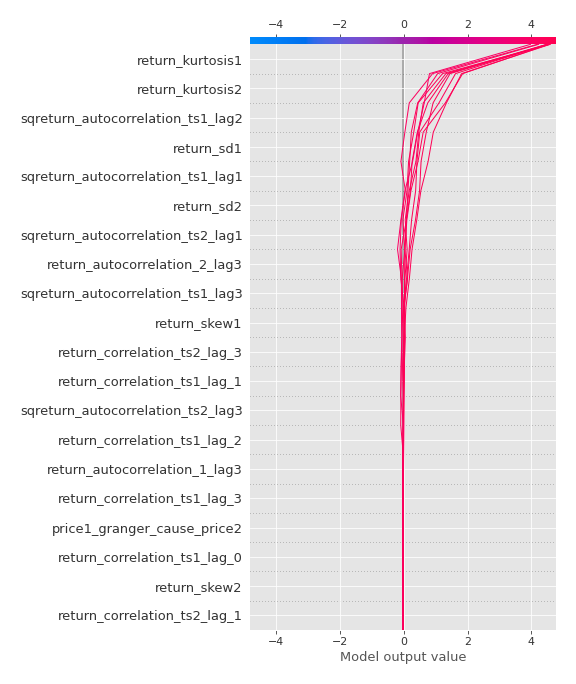 −4 −2 0 2 4
return_kurtosis1
return_kurtosis2
sqreturn_autocorrelation_ts1_lag2
return_sd1
sqreturn_autocorrelation_ts1_lag1
return_sd2
sqreturn_autocorrelation_ts2_lag1
return_autocorrelation_2_lag3
sqreturn_autocorrelation_ts1_lag3
return_skew1
return_correlation_ts2_lag_3
return_correlation_ts1_lag_1
sqreturn_autocorrelation_ts2_lag3
return_correlation_ts1_lag_2
return_autocorrelation_1_lag3
return_correlation_ts1_lag_3
price1_granger_cause_price2
return_correlation_ts1_lag_0
return_skew2
return_correlation_ts2_lag_1
−4 −2 0 2 4
Model output value